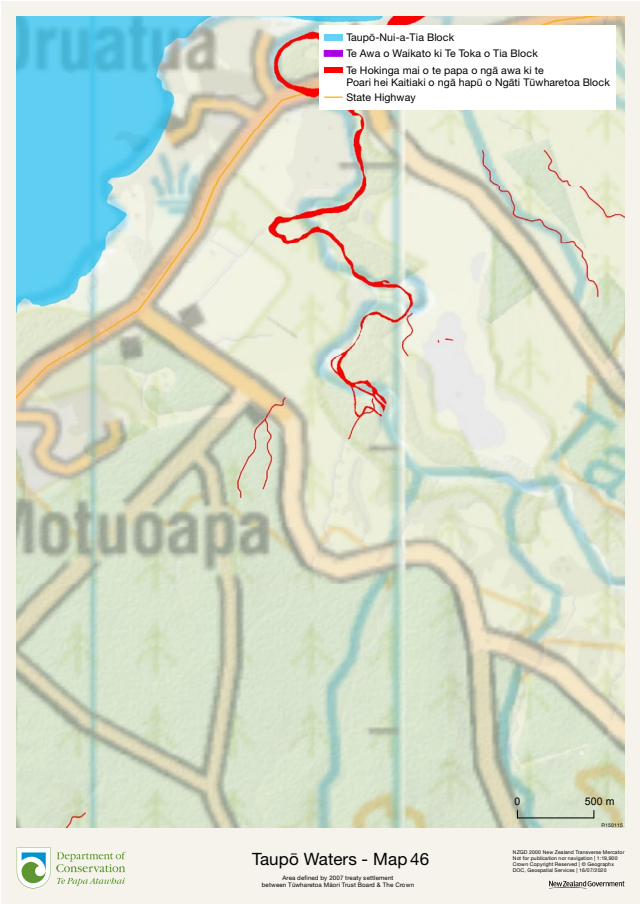 Oruatua
Taupō-Nui-a-Tia Block
Te Awa o Waikato ki Te Toka o Tia Block
Te Hokinga mai o te papa o ngā awa ki te
Poari hei Kaitiaki o ngā hapū o Ngāti Tūwharetoa Block
State Highway
Ta
Motuoapa
0 500 m
R150115
Department of
Conservation
Te Papa Atawhai
Taupō Waters - Map 46
Area defined by 2007 treaty settlement
between Tūwharetoa Māori Trust Board & The Crown
NZGD 2000 New Zealand Transverse Mercator
Not for publication nor navigation | 1:19,900
Crown Copyright Reserved | © Geographx
DOC, Geospatial Services | 16/07/2020
New Zealand Government